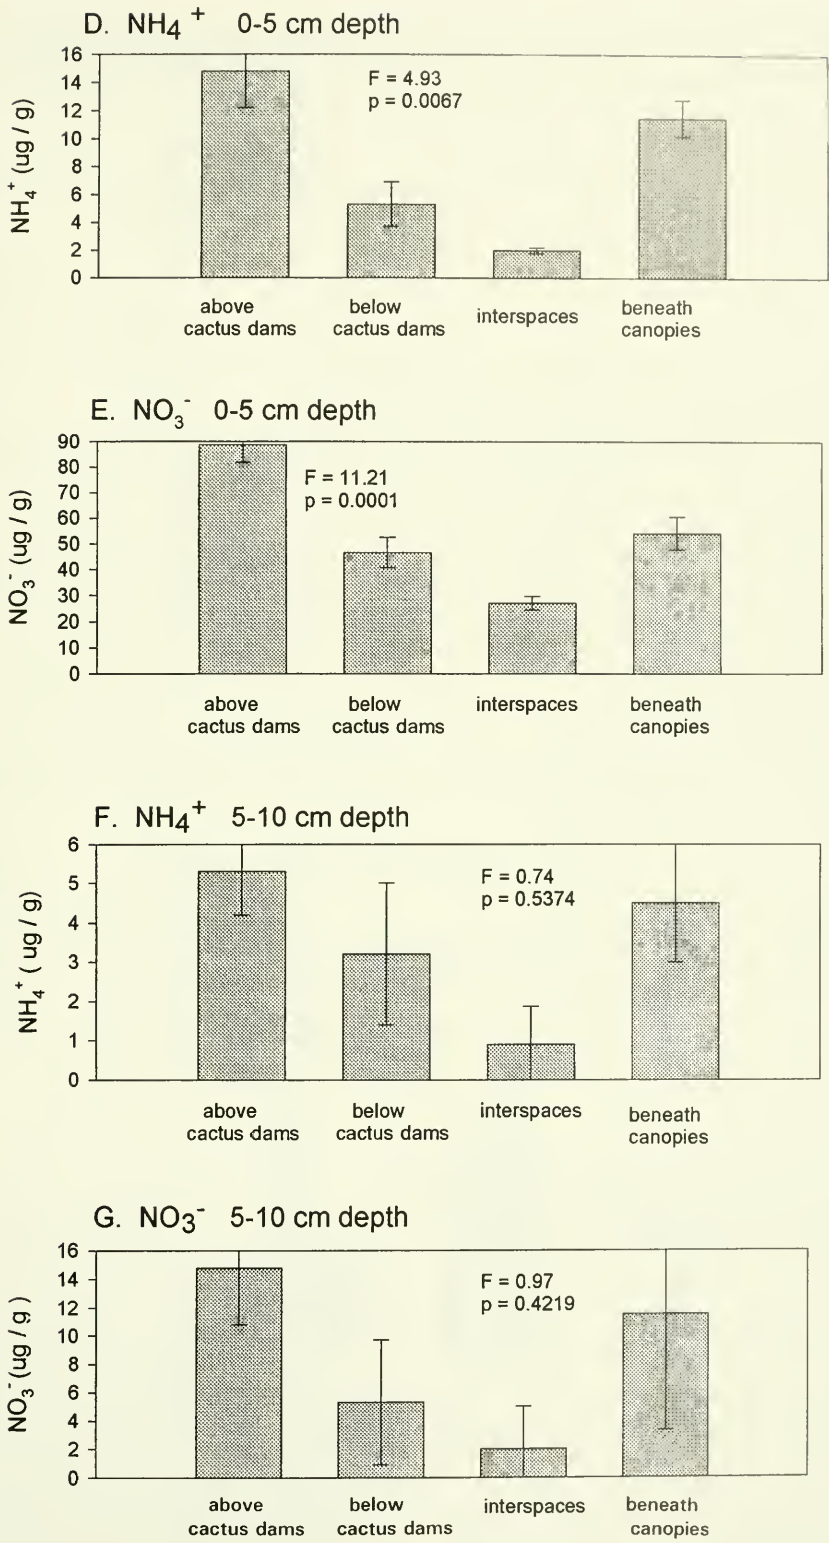 D. NH₄⁺ 0-5 cm depth
NH₄⁺ (ug / g)
16
14
12
10
8
6
4
2
0
F = 4.93
p = 0.0067
above cactus dams
below cactus dams
interspaces
beneath canopies
E. NO₃⁻ 0-5 cm depth
NO₃⁻ (ug / g)
90
80
70
60
50
40
30
20
10
0
F = 11.21
p = 0.0001
above cactus dams
below cactus dams
interspaces
beneath canopies
F. NH₄⁺ 5-10 cm depth
NH₄⁺ ( ug / g)
6
5
4
3
2
1
0
F = 0.74
p = 0.5374
above cactus dams
below cactus dams
interspaces
beneath canopies
G. NO₃⁻ 5-10 cm depth
NO₃⁻ (ug / g )
16
14
12
10
8
6
4
2
0
F = 0.97
p = 0.4219
above cactus dams
below cactus dams
interspaces
beneath canopies